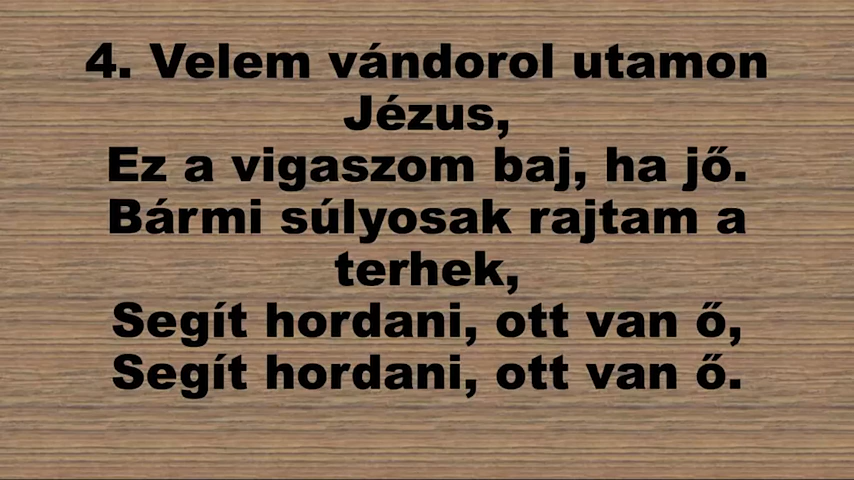 4. Velem vándorol utamon
Jézus,
Ez a vigaszom baj, ha jő.
Bármi súlyosak rajtam a
terhek,
Segít hordani, ott van ő,
Segít hordani, ott van ő.